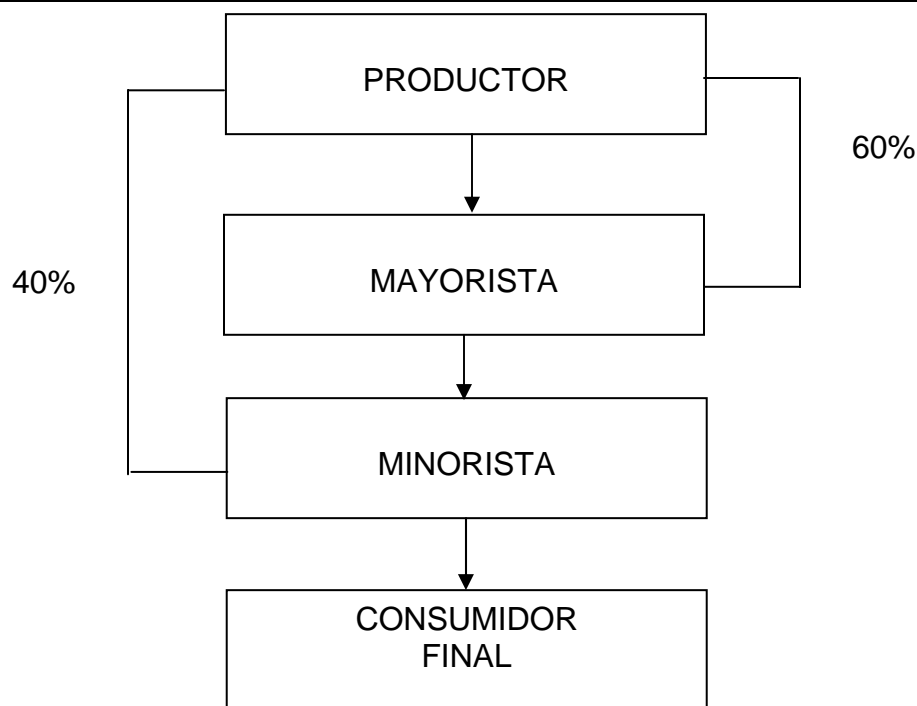 PRODUCTOR
60%
MAYORISTA
40%
MINORISTA
CONSUMIDOR
FINAL